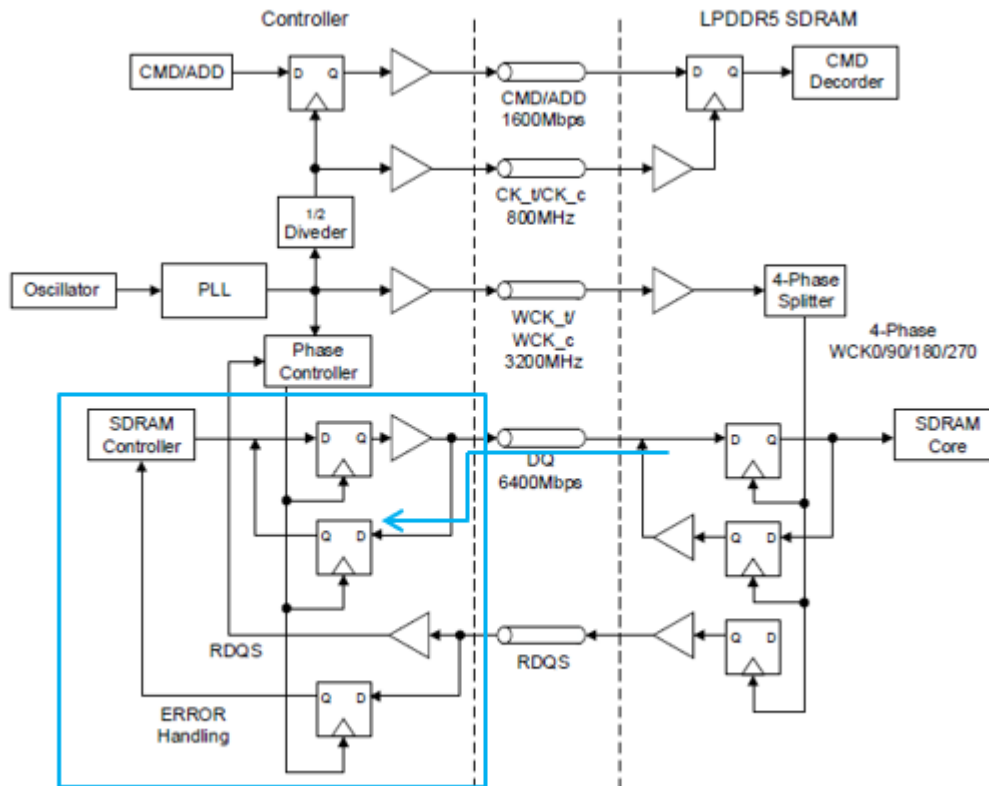 Controller
LPDDR5 SDRAM
CMD/ADD
D Q
CMD/ADD
1600Mbps
D Q
CMD
Decorder
CK_t/CK_c
800MHz
1/2
Diveder
Oscillator
PLL
WCK_t/
WCK_c
3200MHz
4-Phase
Splitter
4-Phase
WCK0/90/180/270
Phase
Controller
SDRAM
Controller
D Q
DQ
6400Mbps
D Q
SDRAM
Core
Q D
Q D
RDQS
RDQS
Q D
Q D
ERROR
Handling